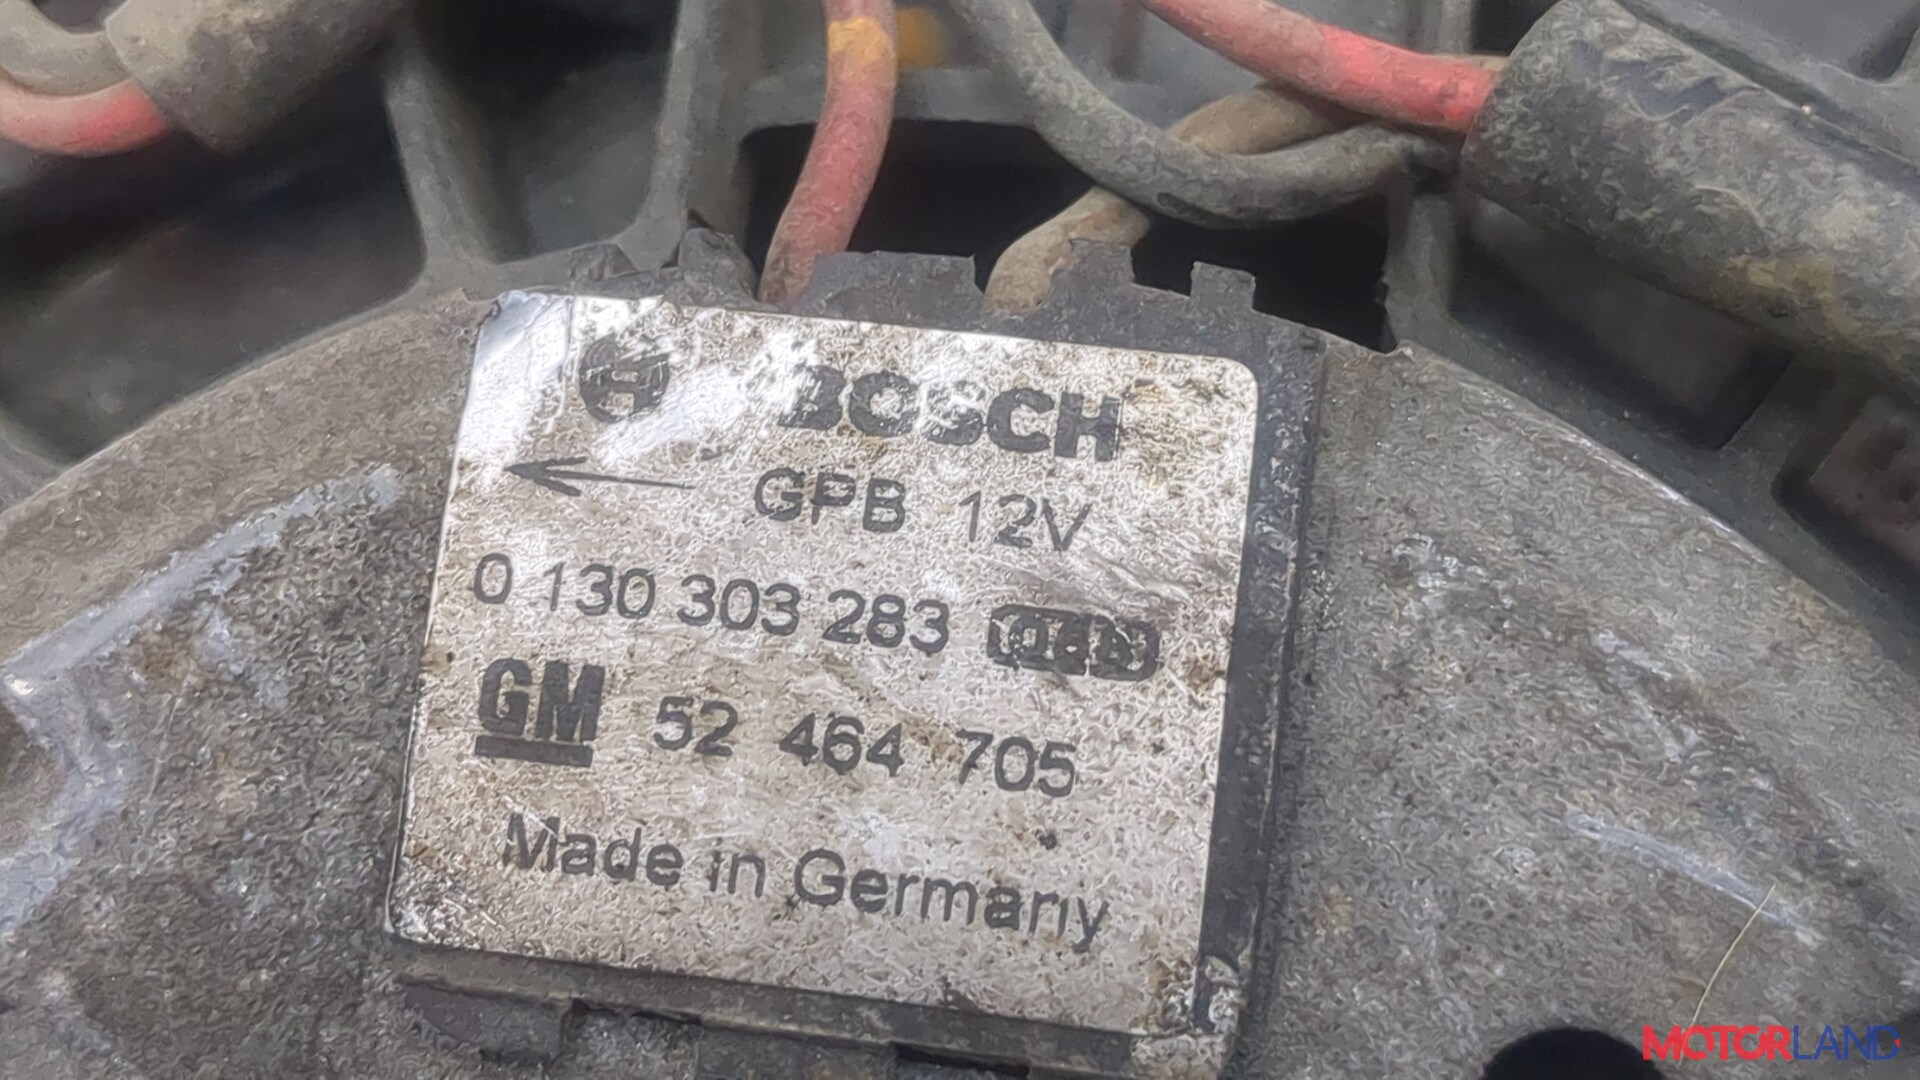 BOSCH
GPB 12V
0 130 303 283
GM 52 464 705
Made in Germany
MOTORLAND